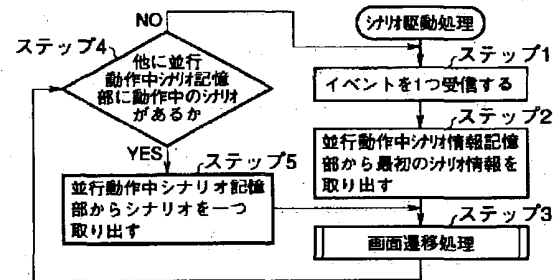 シナリオ駆動処理
ステップ1
イベントを1つ受信する
ステップ2
並行動作中シナリオ情報記憶
部から最初のシナリオ情報を
取り出す
ステップ3
画面遷移処理
ステップ4
他に並行
動作中シナリオ記憶
部に動作中のシナリオ
があるか
NO
YES
ステップ5
並行動作中シナリオ記憶
部からシナリオを一つ
取り出す